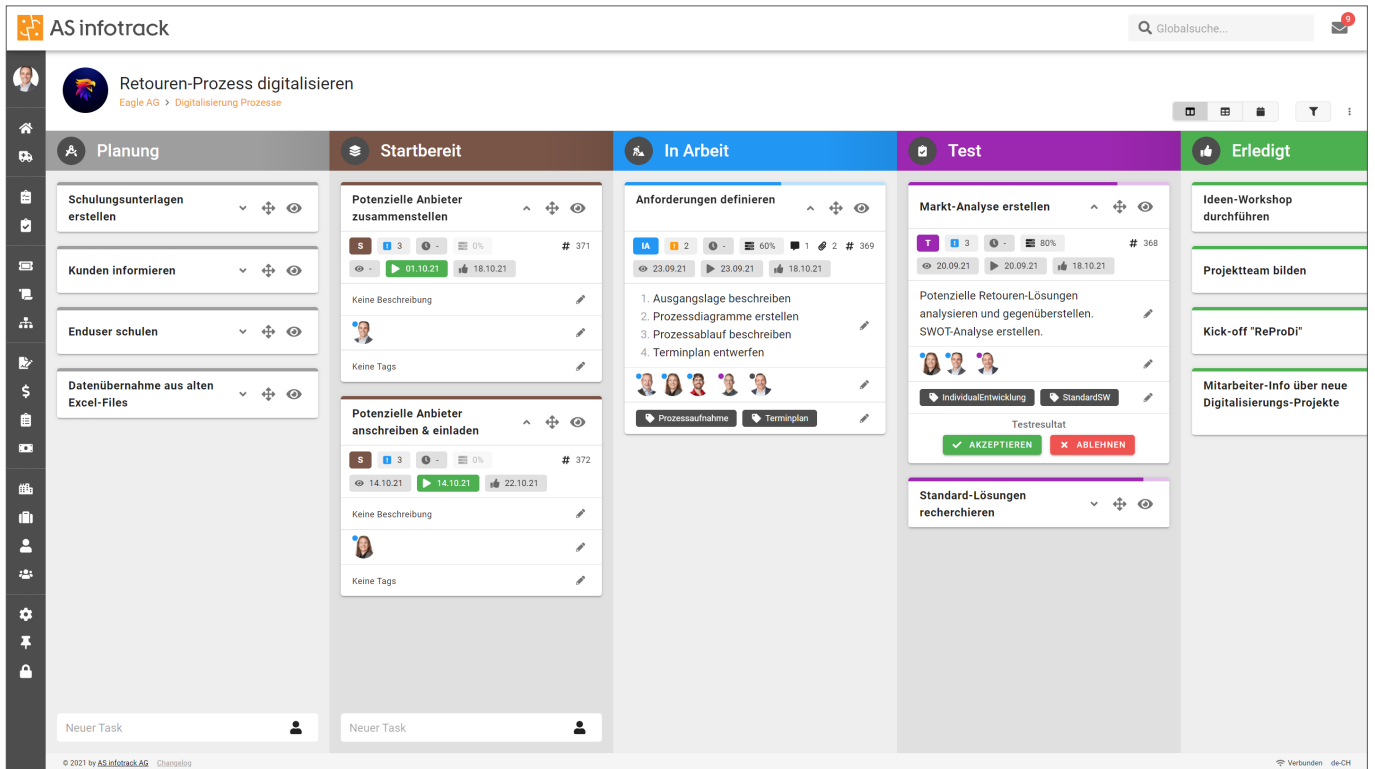 AS infotrack
Globalsuche...
9
Retouren-Prozess digitalisieren
Eagle AG > Digitalisierung Prozesse
Planung
Schulungsunterlagen
erstellen
Kunden informieren
Enduser schulen
Datenübernahme aus alten
Excel-Files
Neuer Task
Startbereit
Potenzielle Anbieter
zusammenstellen
S 3 - 0% # 371
- 01.10.21 18.10.21
Keine Beschreibung
Keine Tags
Potenzielle Anbieter
anschreiben & einladen
S 3 - 0% # 372
14.10.21 14.10.21 22.10.21
Keine Beschreibung
Keine Tags
Neuer Task
In Arbeit
Anforderungen definieren
IA 2 - 60% 1 2 # 369
23.09.21 23.09.21 18.10.21
1. Ausgangslage beschreiben
2. Prozessdiagramme erstellen
3. Prozessablauf beschreiben
4. Terminplan entwerfen
Prozessaufnahme Terminplan
Test
Markt-Analyse erstellen
T 3 - 80% # 368
20.09.21 20.09.21 18.10.21
Potenzielle Retouren-Lösungen
analysieren und gegenüberstellen.
SWOT-Analyse erstellen.
IndividualEntwicklung StandardSW
Testresultat
AKZEPTIEREN ABLEHNEN
Standard-Lösungen
recherchieren
Erledigt
Ideen-Workshop
durchführen
Projektteam bilden
Kick-off "ReProDi"
Mitarbeiter-Info über neue
Digitalisierungs-Projekte
© 2021 by AS infotrack AG Changelog
Verbunden de-CH